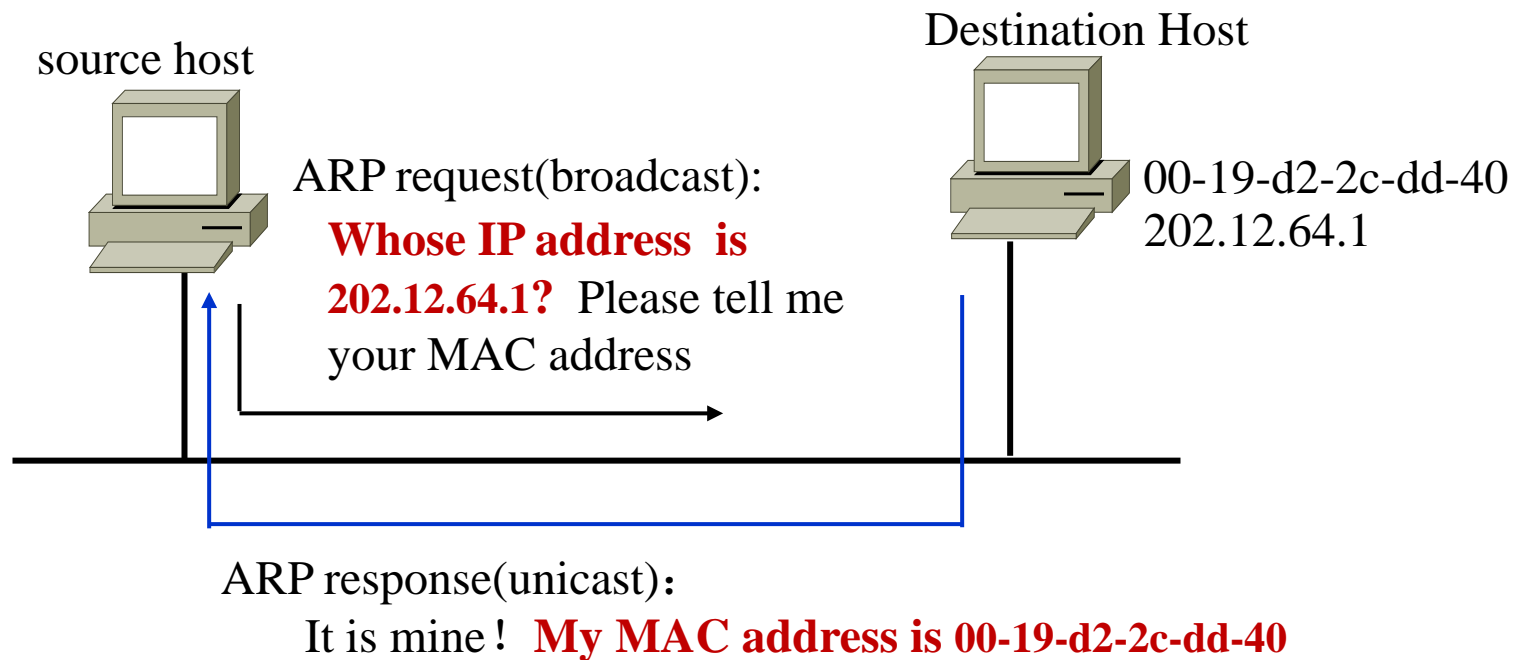 source host
Destination Host
ARP request(broadcast):
Whose IP address is
202.12.64.1? Please tell me
your MAC address
00-19-d2-2c-dd-40
202.12.64.1
ARP response(unicast)：
It is mine！ My MAC address is 00-19-d2-2c-dd-40